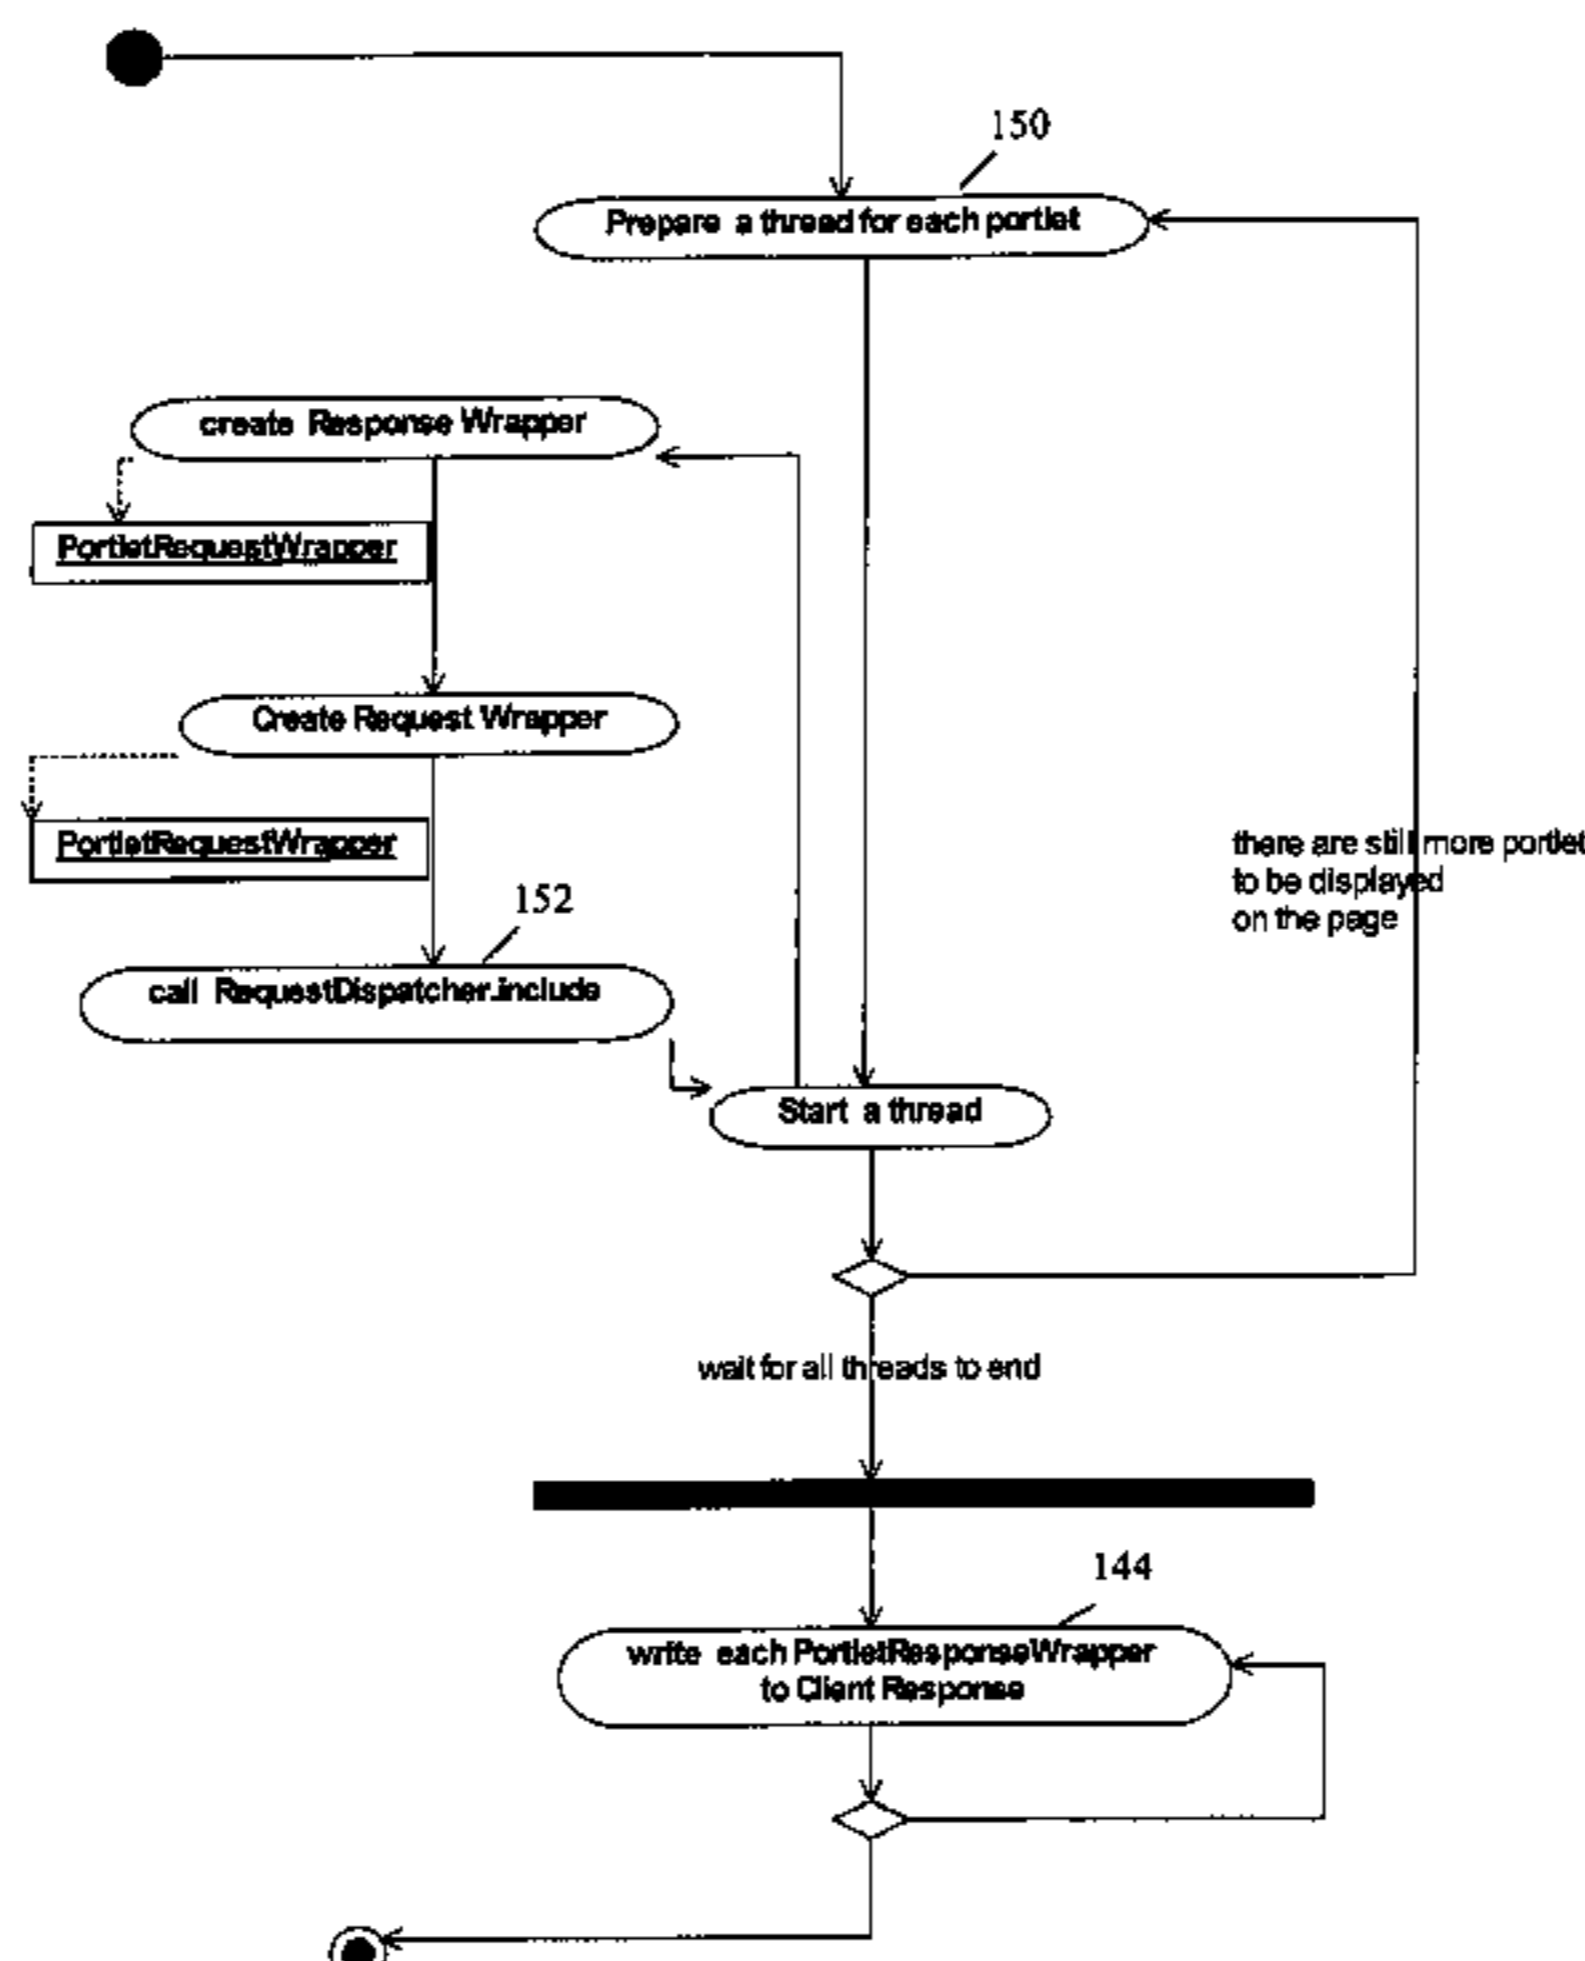 150
Prepare a thread for each portlet
create Response Wrapper
PortletRequestWrapper
Create Request Wrapper
PortletRequestWrapper
there are still more portlet
to be displayed
on the page
152
call RequestDispatcher.include
Start a thread
wait for all threads to end
144
write each PortletResponseWrapper
to Client Response